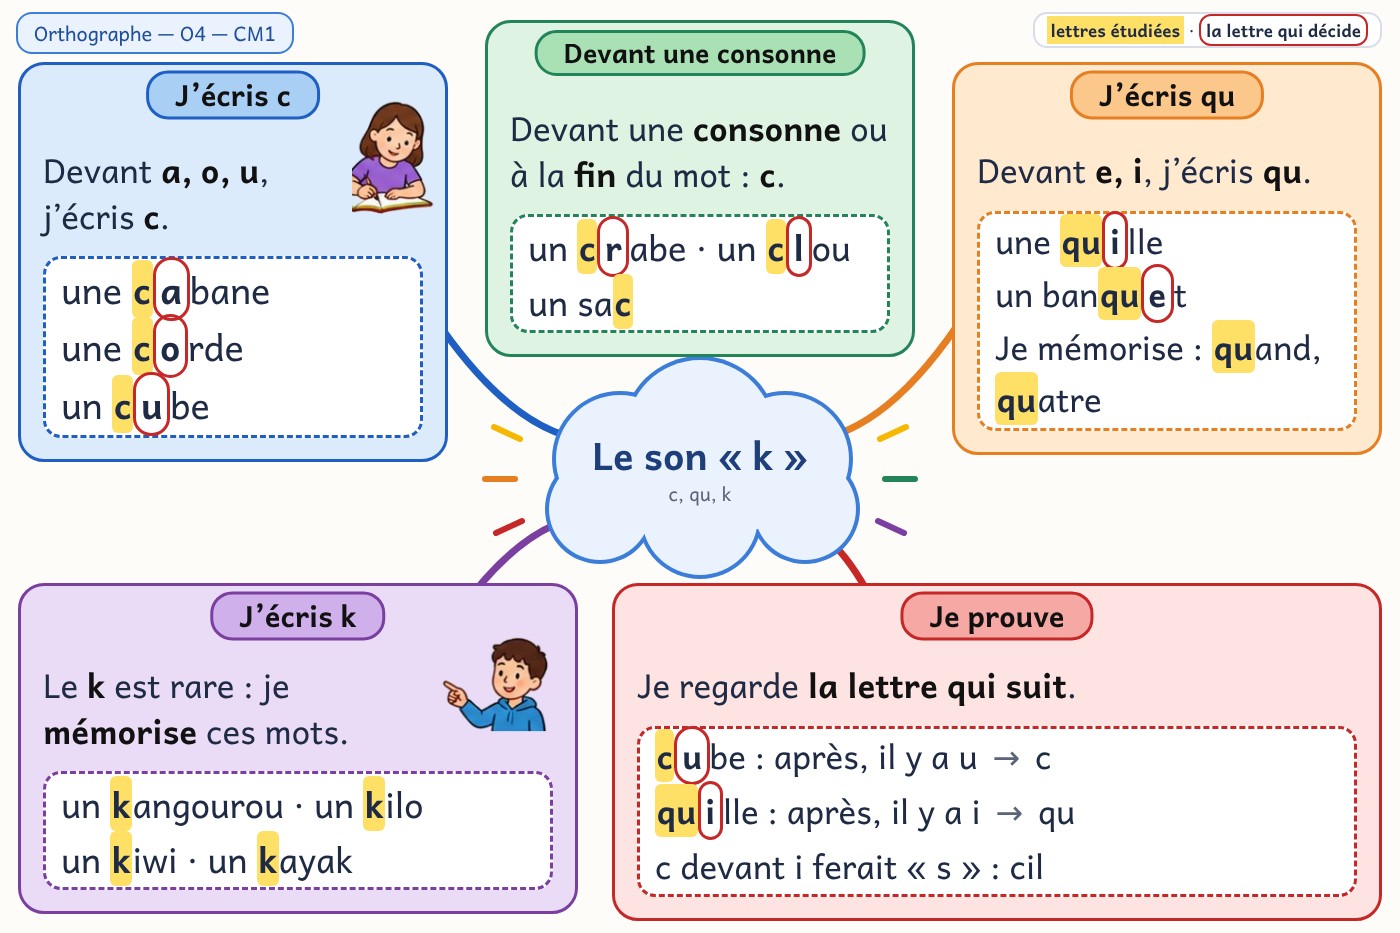 Orthographe — O4 — CM1
lettres étudiées · la lettre qui décide
J’écris c
Devant a, o, u,
j’écris c.
une cabane
une corde
un cube
Devant une consonne
Devant une consonne ou
à la fin du mot : c.
un crabe · un clou
un sac
J’écris qu
Devant e, i, j’écris qu.
une quille
un banquet
Je mémorise : quand,
quatre
Le son « k »
c, qu, k
J’écris k
Le k est rare : je
mémorise ces mots.
un kangourou · un kilo
un kiwi · un kayak
Je prouve
Je regarde la lettre qui suit.
cube : après, il y a u → c
quille : après, il y a i → qu
c devant i ferait « s » : cil